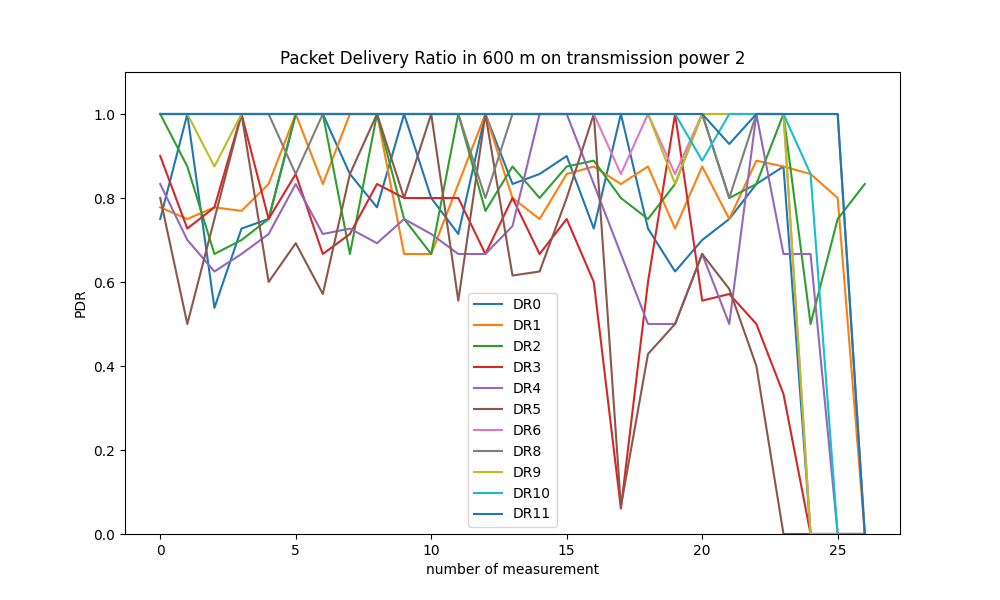 Packet Delivery Ratio in 600 m on transmission power 2
PDR
1.0
0.8
0.6
0.4
0.2
0.0
DR0
DR1
DR2
DR3
DR4
DR5
DR6
DR8
DR9
DR10
DR11
0 5 10 15 20 25
number of measurement